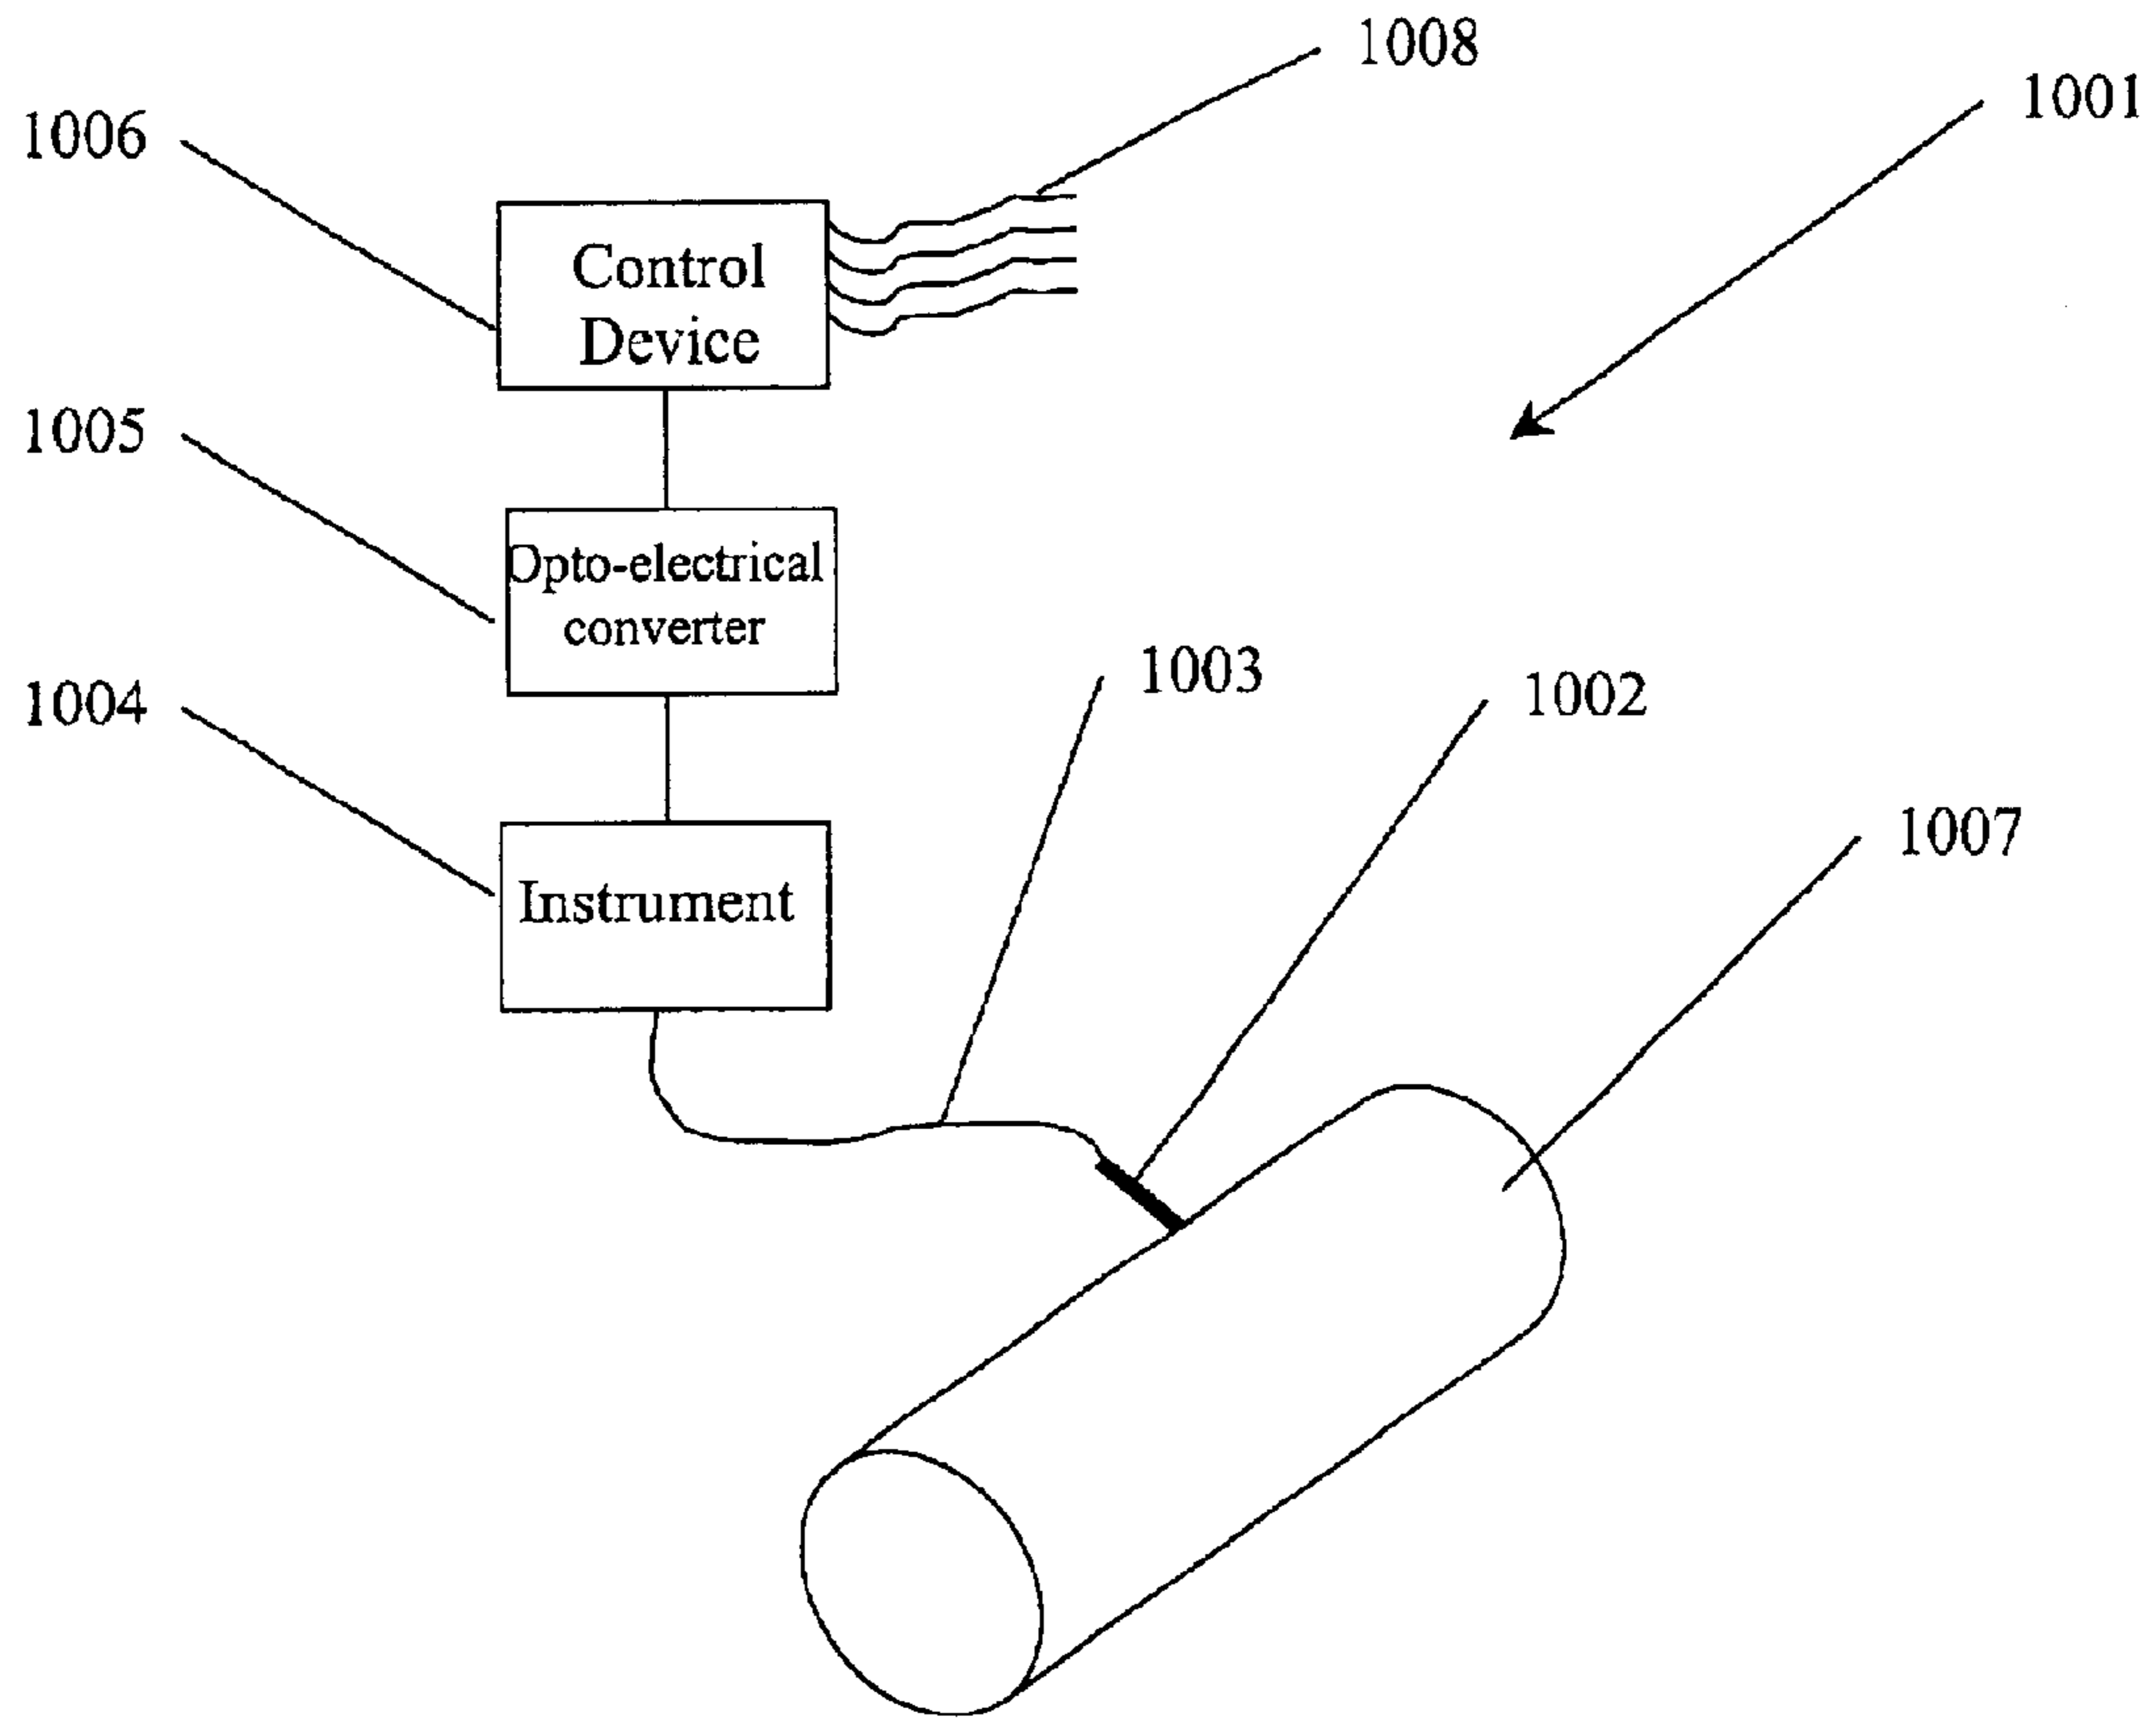 1008
1001
1006
Control
Device
1005
Opto-electrical
converter
1003
1002
1004
1007
Instrument